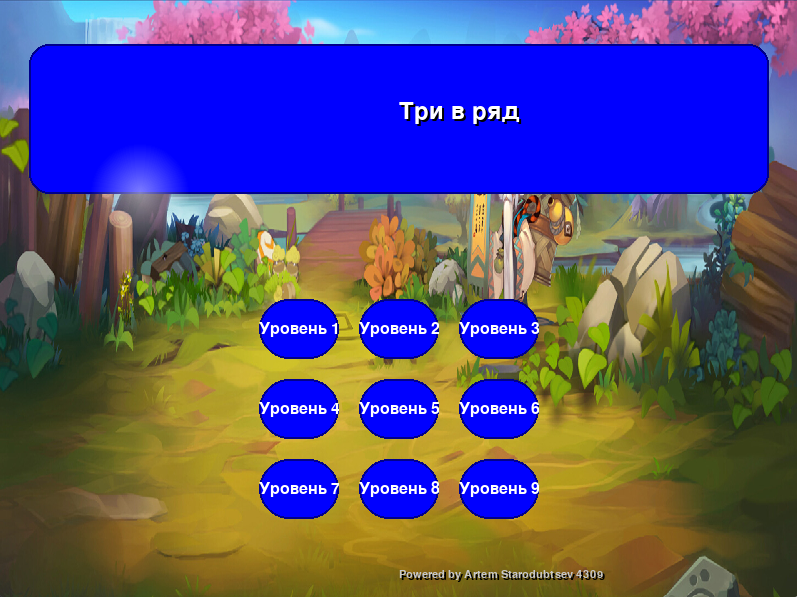 Три в ряд
Уровень 1 Уровень 2 Уровень 3
Уровень 4 Уровень 5 Уровень 6
Уровень 7 Уровень 8 Уровень 9
Powered by Artem Starodubtsev 4309